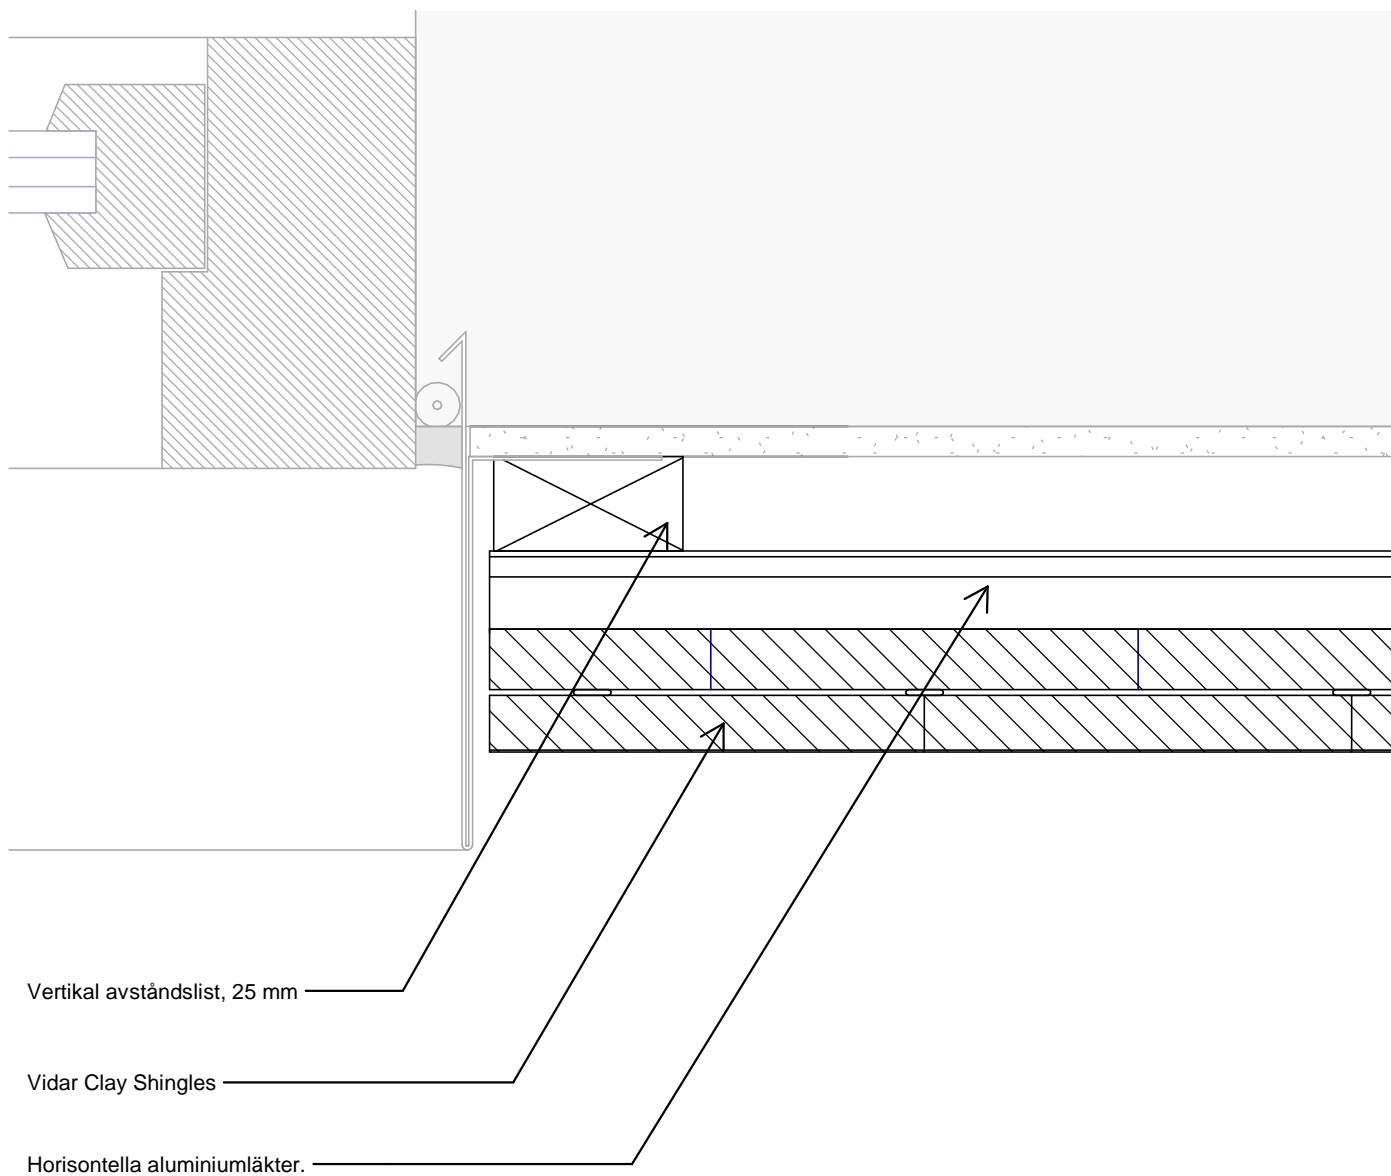 Vertikal avståndslist, 25 mm
Vidar Clay Shingles
Horisontella aluminiumläkter.